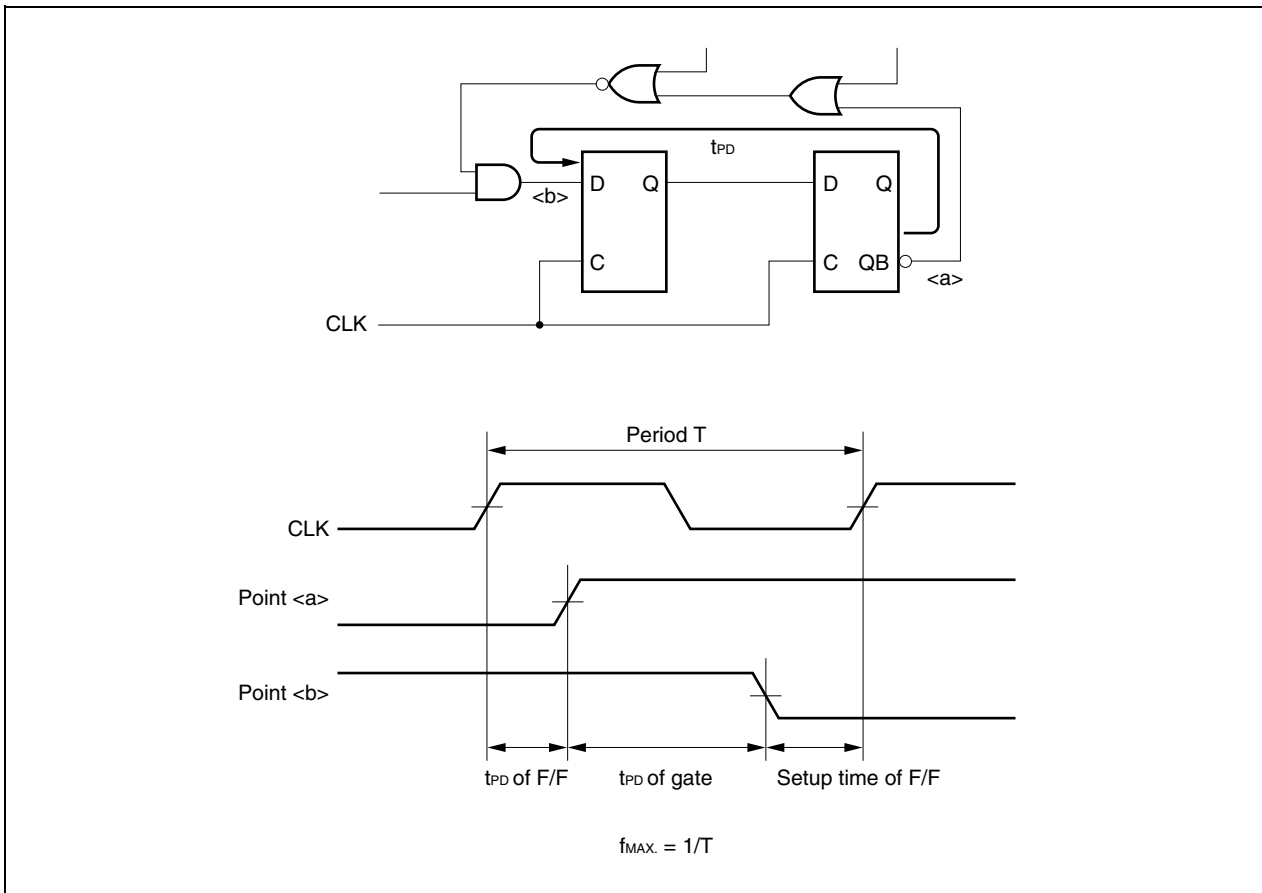 tPD
<b>
D Q
D Q
C
C QB
<a>
CLK
Period T
CLK
Point <a>
Point <b>
tPD of F/F
tPD of gate
Setup time of F/F
fMAX. = 1/T